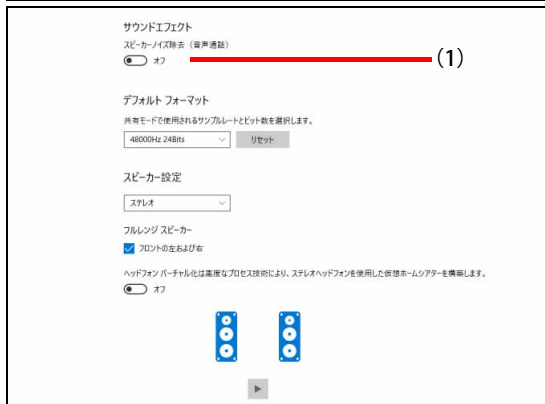 サウンドエフェクト
スピーカーノイズ除去（音声通話）
オフ
(1)
デフォルト フォーマット
共有モードで使用されるサンプルレートとビット数を選択します。
48000Hz 24Bits
リセット
スピーカー設定
ステレオ
フルレンジ スピーカー
フロントの左および右
ヘッドフォン バーチャル化は高度なプロセス技術により、ステレオヘッドフォンを使用した仮想ホームシアターを構築します。
オフ